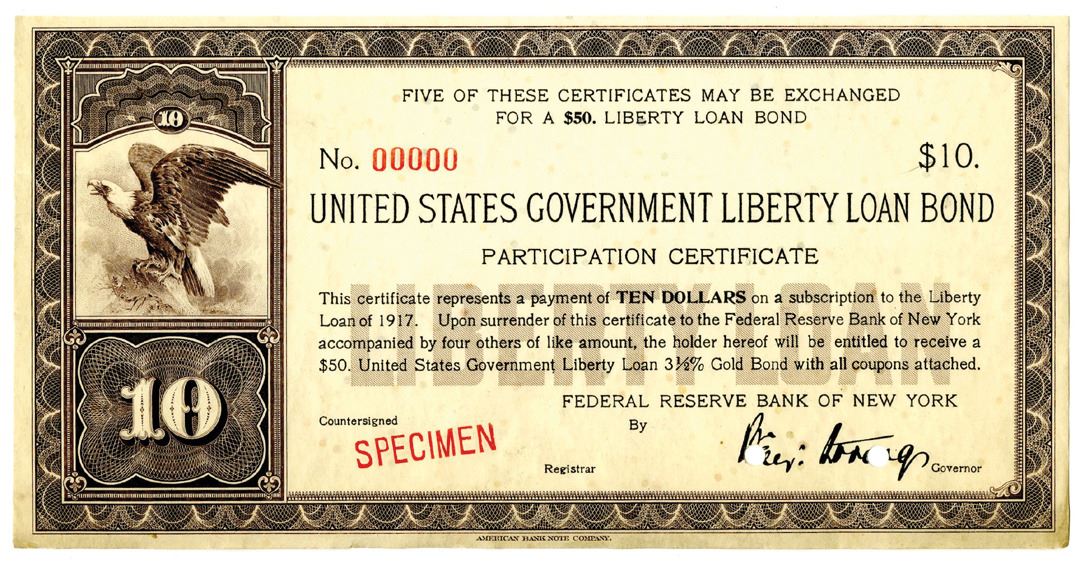 FIVE OF THESE CERTIFICATES MAY BE EXCHANGED
FOR A $50. LIBERTY LOAN BOND
10
No. 00000
$10.
UNITED STATES GOVERNMENT LIBERTY LOAN BOND
PARTICIPATION CERTIFICATE
LIBERTY LOAN
This certificate represents a payment of TEN DOLLARS on a subscription to the Liberty
Loan of 1917. Upon surrender of this certificate to the Federal Reserve Bank of New York
accompanied by four others of like amount, the holder hereof will be entitled to receive a
$50. United States Government Liberty Loan 3½% Gold Bond with all coupons attached.
10
FEDERAL RESERVE BANK OF NEW YORK
Countersigned
By
SPECIMEN
Registrar
Governor
AMERICAN BANK NOTE COMPANY.